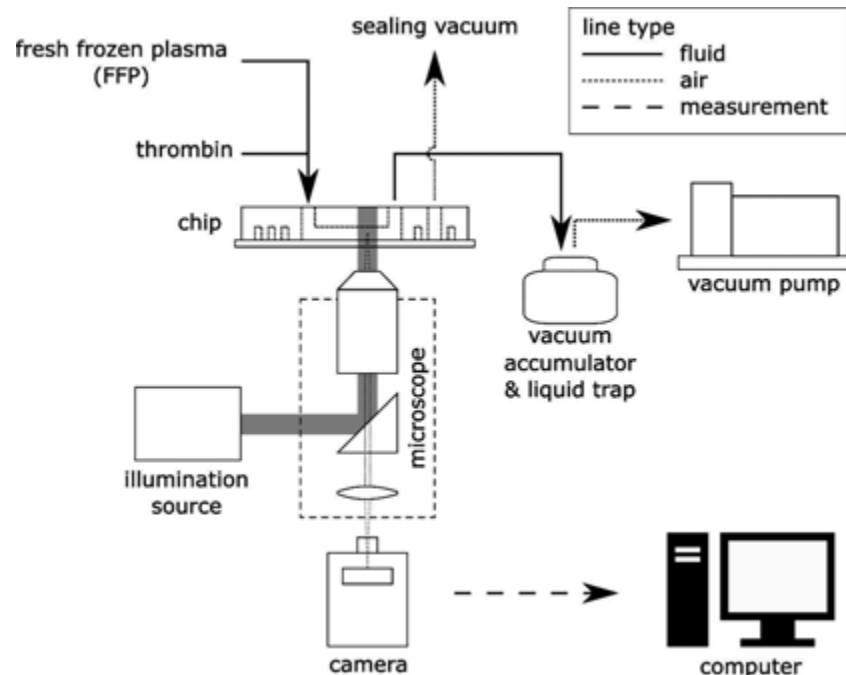 sealing vacuum
line type
fluid
air
measurement
fresh frozen plasma
(FFP)
thrombin
chip
vacuum pump
vacuum
accumulator
& liquid trap
microscope
illumination
source
camera
computer